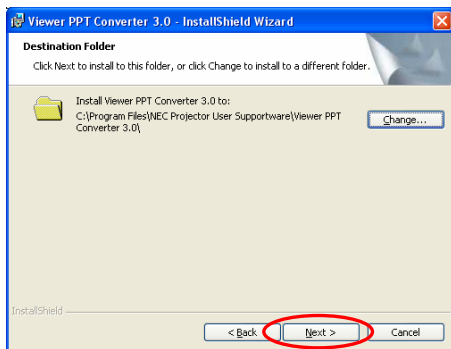 Viewer PPT Converter 3.0 - InstallShield Wizard
Destination Folder
Click Next to install to this folder, or click Change to install to a different folder.
Install Viewer PPT Converter 3.0 to:
C:\Program Files\NEC Projector User Supportware\Viewer PPT
Converter 3.0\
Change...
InstallShield
< Back
Next >
Cancel